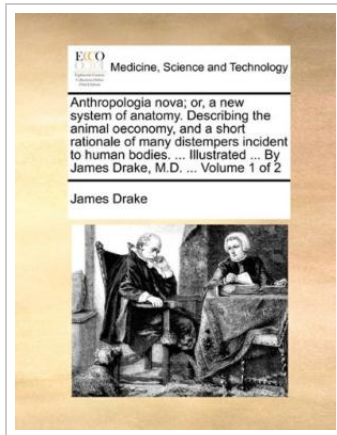 ECCO
Medicine, Science and Technology
Anthropologia nova; or, a new
system of anatomy. Describing the
animal oeconomy, and a short
rationale of many distempers incident
to human bodies. ... Illustrated ... By
James Drake, M.D. ... Volume 1 of 2
James Drake